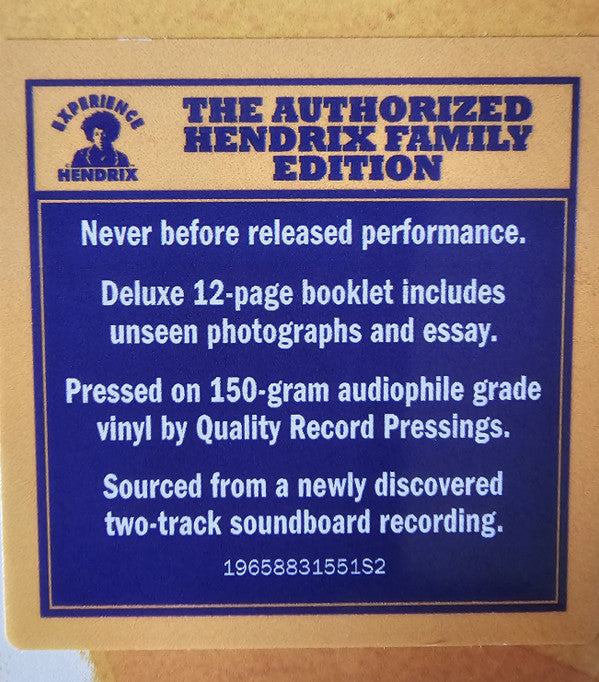 EXPERIENCE
HENDRIX
THE AUTHORIZED
HENDRIX FAMILY
EDITION
Never before released performance.
Deluxe 12-page booklet includes
unseen photographs and essay.
Pressed on 150-gram audiophile grade
vinyl by Quality Record Pressings.
Sourced from a newly discovered
two-track soundboard recording.
19658831551S2